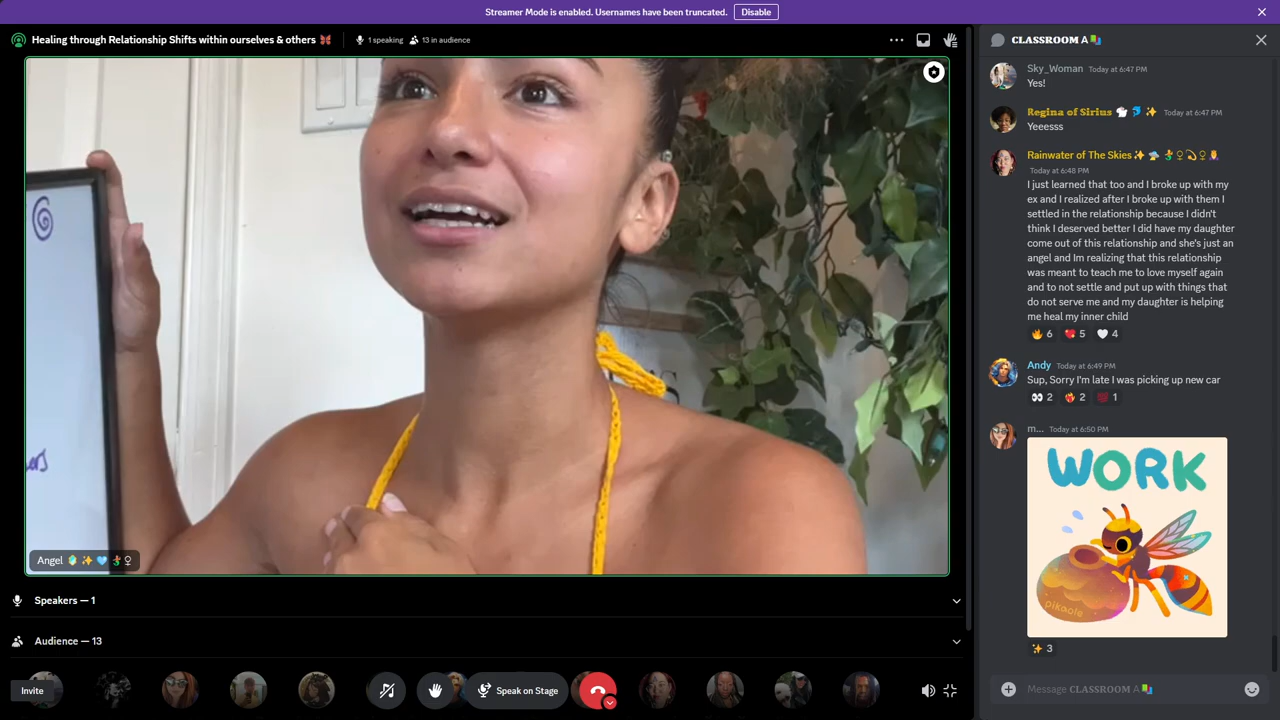 Streamer Mode is enabled. Usernames have been truncated. Disable
Healing through Relationship Shifts within ourselves & others
1 speaking
13 in audience
Angel
Speakers — 1
Audience — 13
Invite
Speak on Stage
CLASSROOM A
Sky_Woman Today at 6:47 PM
Yes!
Regina of Sirius Today at 6:47 PM
Yeeesss
Rainwater of The Skies
Today at 6:48 PM
I just learned that too and I broke up with my
ex and I realized after I broke up with them I
settled in the relationship because I didn't
think I deserved better I did have my daughter
come out of this relationship and she's just an
angel and Im realizing that this relationship
was meant to teach me to love myself again
and to not settle and put up with things that
do not serve me and my daughter is helping
me heal my inner child
6 5 4
Andy Today at 6:49 PM
Sup, Sorry I'm late I was picking up new car
2 2 1
m... Today at 6:50 PM
WORK
pikaole
3
Message CLASSROOM A